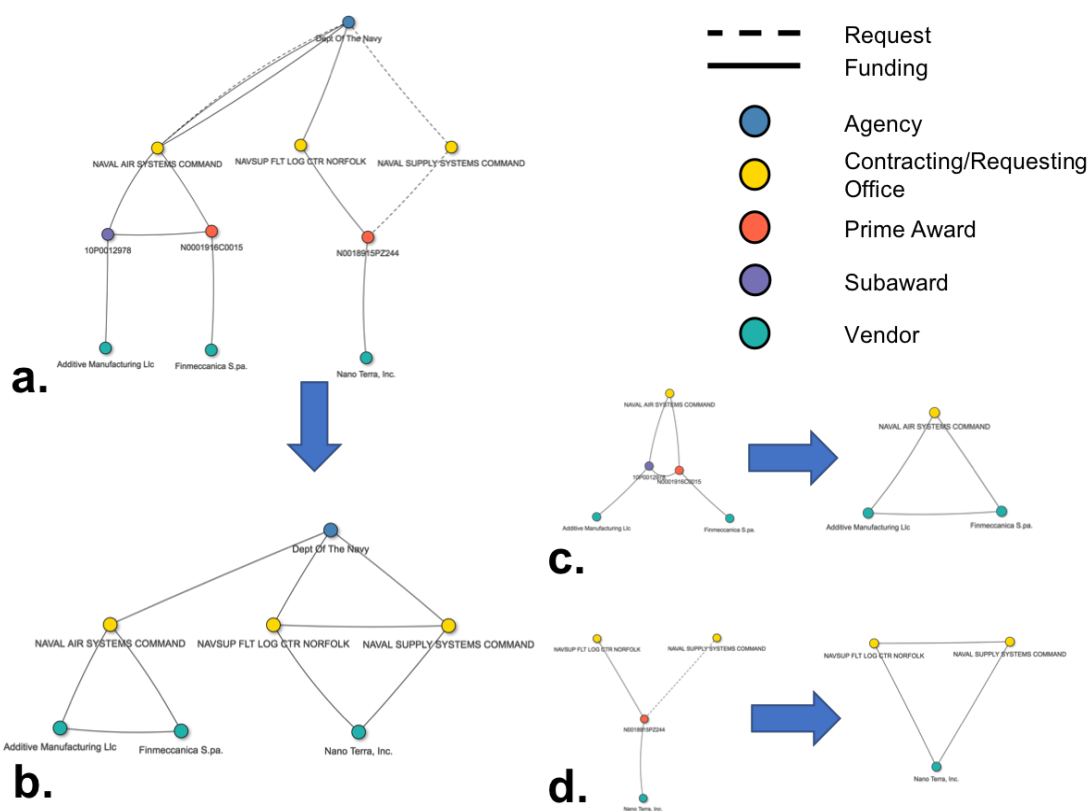 Dept Of The Navy
NAVAL AIR SYSTEMS COMMAND
NAVSUP FLT LOG CTR NORFOLK
NAVAL SUPPLY SYSTEMS COMMAND
10P0012978
N0001916C0015
N0018915PZ244
Additive Manufacturing Llc
Finmeccanica S.pa.
Nano Terra, Inc.
a.
Request
Funding
Agency
Contracting/Requesting
Office
Prime Award
Subaward
Vendor
Dept Of The Navy
NAVAL AIR SYSTEMS COMMAND
NAVSUP FLT LOG CTR NORFOLK
NAVAL SUPPLY SYSTEMS COMMAND
Additive Manufacturing Llc
Finmeccanica S.pa.
Nano Terra, Inc.
b.
NAVAL AIR SYSTEMS COMMAND
10P0012978
N0001916C0015
Additive Manufacturing Llc
Finmeccanica S.pa.
NAVAL AIR SYSTEMS COMMAND
Additive Manufacturing Llc
Finmeccanica S.pa.
c.
NAVSUP FLT LOG CTR NORFOLK
NAVAL SUPPLY SYSTEMS COMMAND
N0018915PZ244
Nano Terra, Inc.
NAVSUP FLT LOG CTR NORFOLK
NAVAL SUPPLY SYSTEMS COMMAND
Nano Terra, Inc.
d.